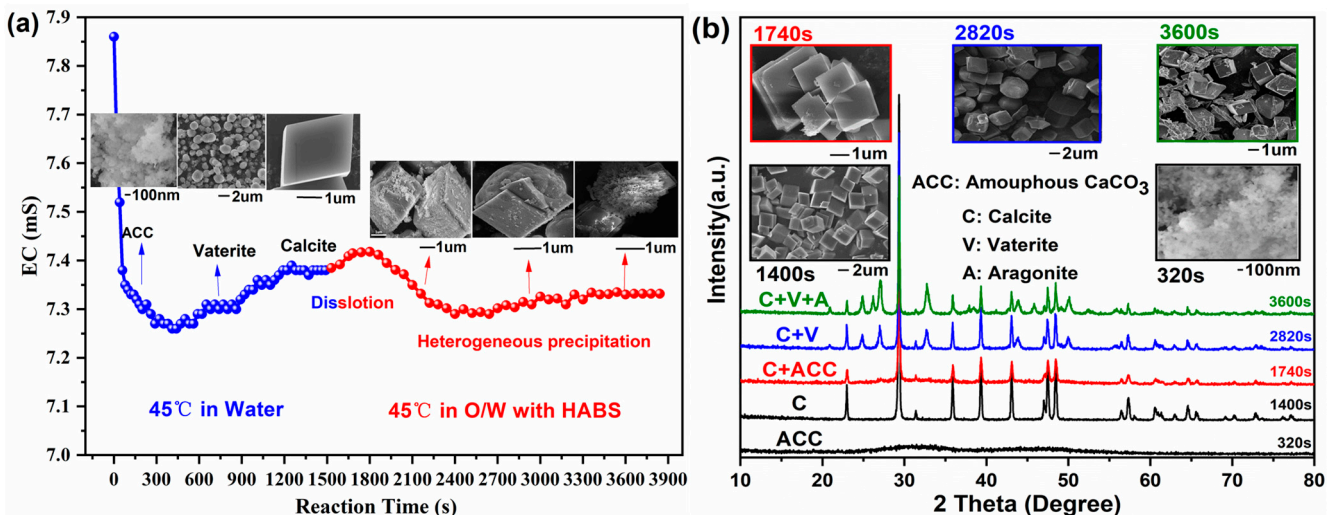 (a)
7.9
7.8
7.7
7.6
7.5
7.4
7.3
7.2
7.1
7.0
EC (mS)
-100nm
2um
1um
1um
1um
1um
ACC
Vaterite
Calcite
Disslotion
Heterogeneous precipitation
45℃ in Water
45℃ in O/W with HABS
0 300 600 900 1200 1500 1800 2100 2400 2700 3000 3300 3600 3900
Reaction Time (s)
(b)
Intensity(a.u.)
1740s
2820s
3600s
1um
2um
1um
ACC: Amouphous CaCO3
C: Calcite
V: Vaterite
A: Aragonite
1400s
2um
320s
-100nm
C+V+A
3600s
C+V
2820s
C+ACC
1740s
C
1400s
ACC
320s
10 20 30 40 50 60 70 80
2 Theta (Degree)